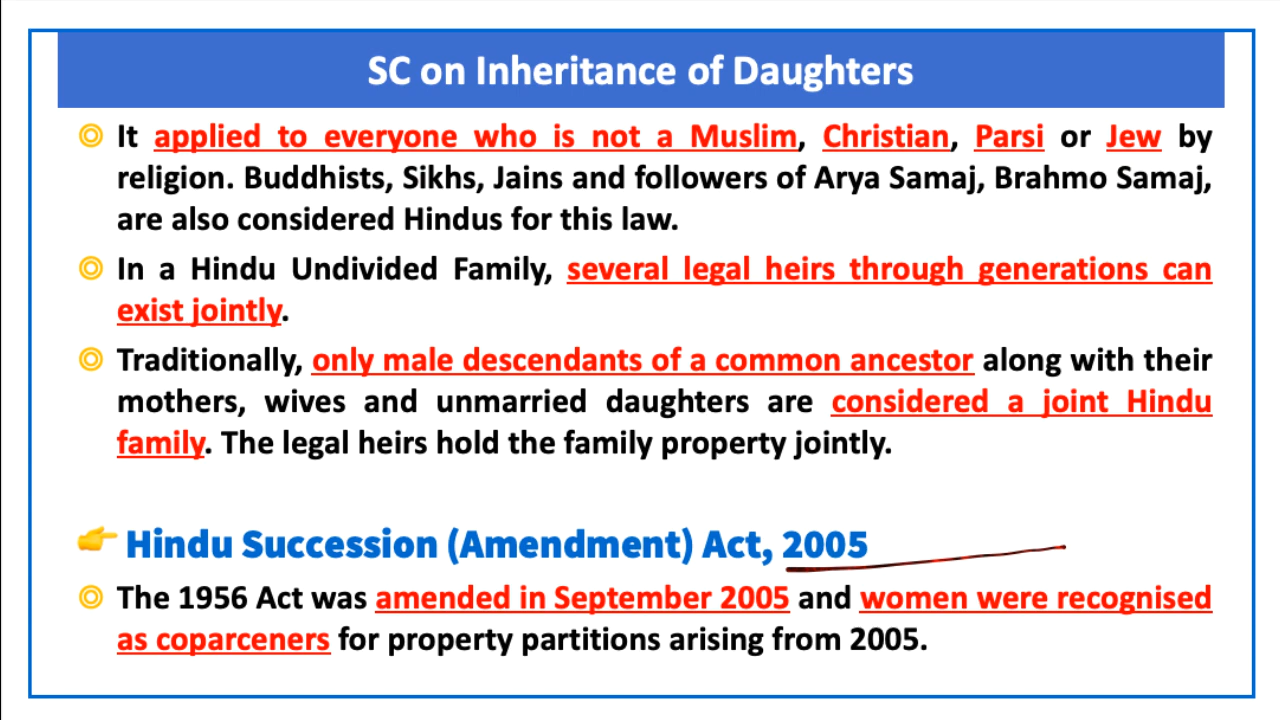 SC on Inheritance of Daughters
It applied to everyone who is not a Muslim, Christian, Parsi or Jew by
religion. Buddhists, Sikhs, Jains and followers of Arya Samaj, Brahmo Samaj,
are also considered Hindus for this law.
In a Hindu Undivided Family, several legal heirs through generations can
exist jointly.
Traditionally, only male descendants of a common ancestor along with their
mothers, wives and unmarried daughters are considered a joint Hindu
family. The legal heirs hold the family property jointly.
Hindu Succession (Amendment) Act, 2005
The 1956 Act was amended in September 2005 and women were recognised
as coparceners for property partitions arising from 2005.